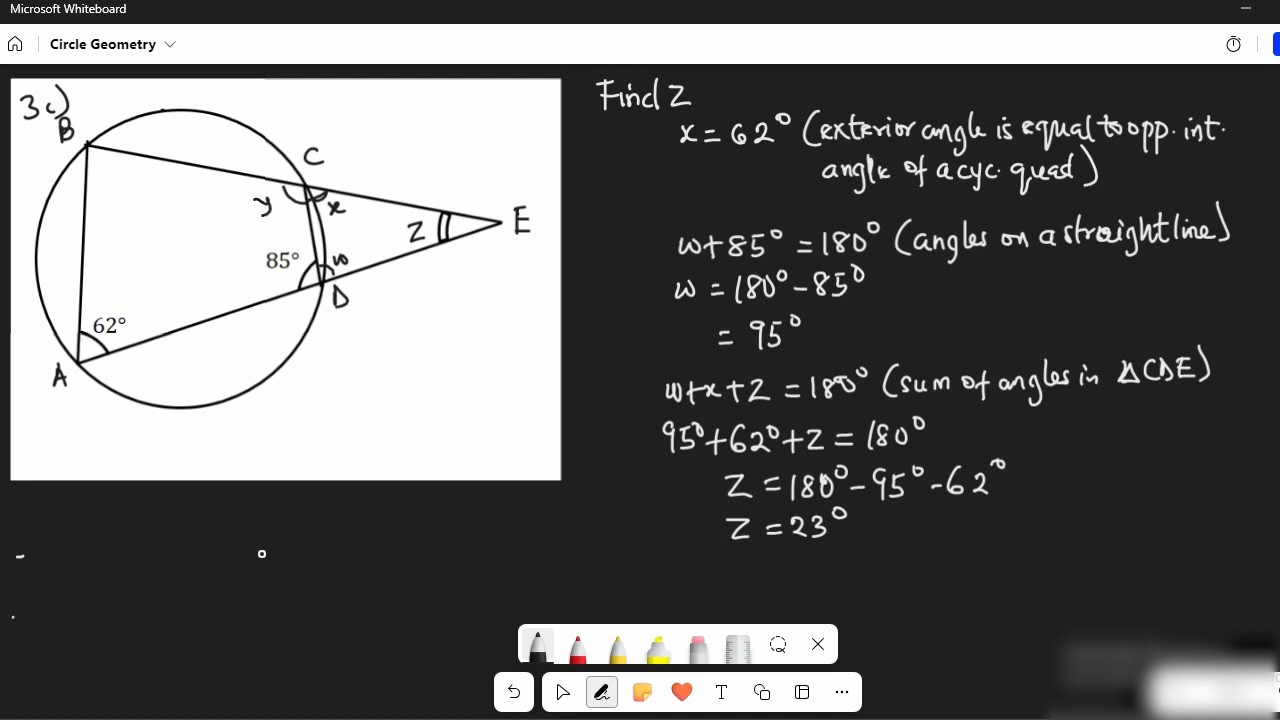 Microsoft Whiteboard
Circle Geometry
3c)
B
C
y
x
E
Z
85°
w
D
62°
A
Find Z
x = 62° (exterior angle is equal to opp. int.
angle of a cyc. quad)
w + 85° = 180° (angles on a straight line)
w = 180° - 85°
= 95°
w + x + Z = 180° (sum of angles in ΔCDE)
95° + 62° + Z = 180°
Z = 180° - 95° - 62°
Z = 23°